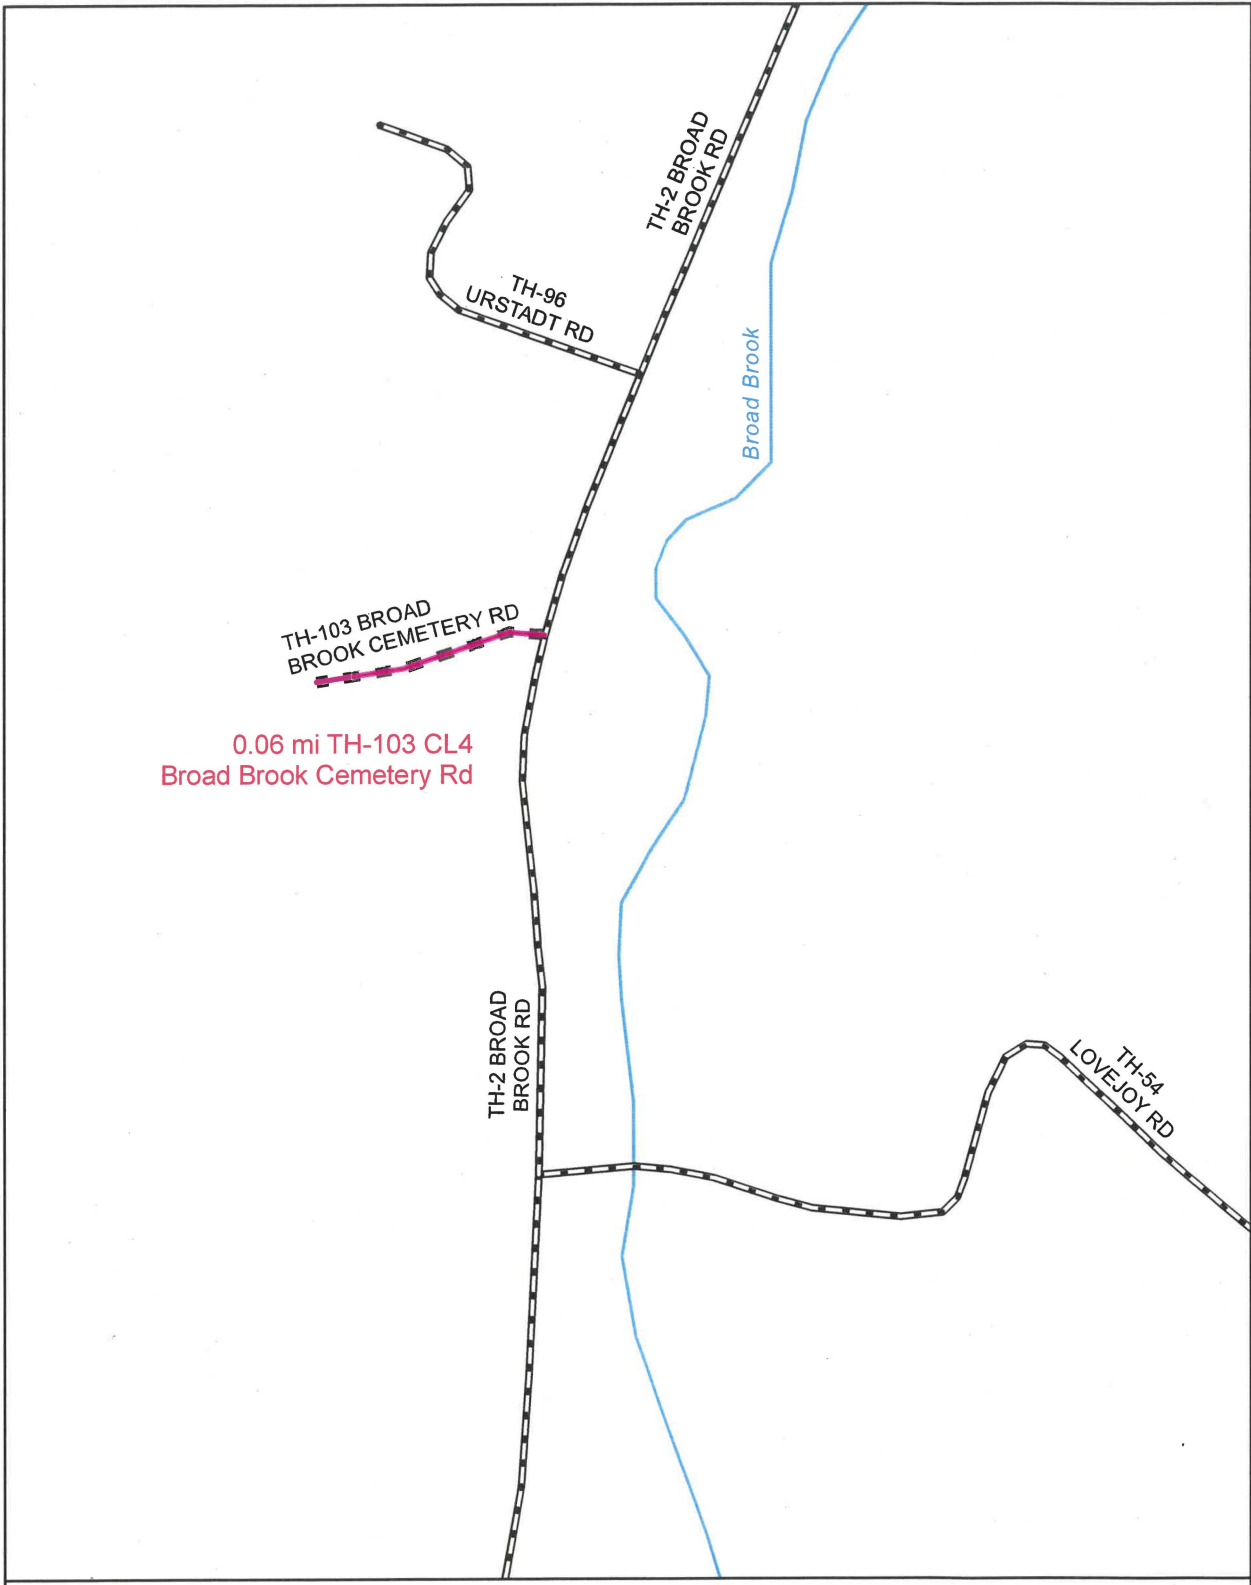 TH-2 BROAD
BROOK RD
TH-96
URSTADT RD
Broad Brook
TH-103 BROAD
BROOK CEMETERY RD
0.06 mi TH-103 CL4
Broad Brook Cemetery Rd
TH-2 BROAD
BROOK RD
TH-54
LOVEJOY RD